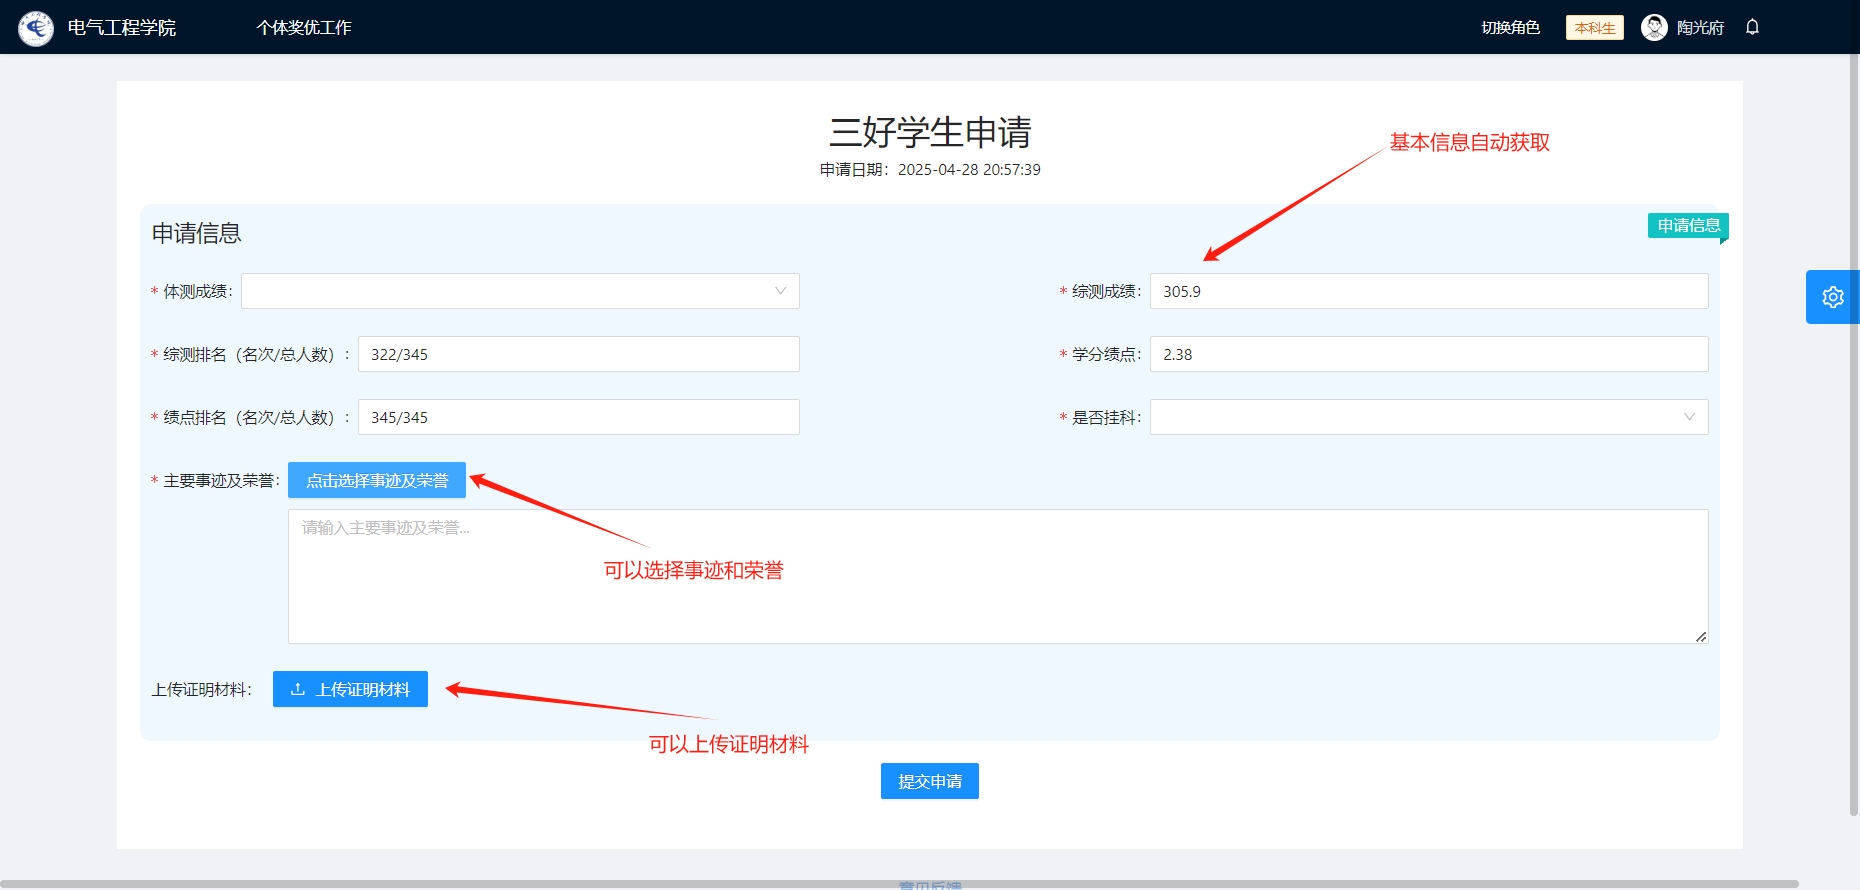 电气工程学院
个体奖优工作
切换角色
本科生
陶光府
三好学生申请
申请日期：2025-04-28 20:57:39
基本信息自动获取
申请信息
申请信息
* 体测成绩：
* 综测成绩： 305.9
* 综测排名（名次/总人数）： 322/345
* 学分绩点： 2.38
* 绩点排名（名次/总人数）： 345/345
* 是否挂科：
* 主要事迹及荣誉： 点击选择事迹及荣誉
请输入主要事迹及荣誉...
可以选择事迹和荣誉
上传证明材料： 上传证明材料
可以上传证明材料
提交申请
意见反馈